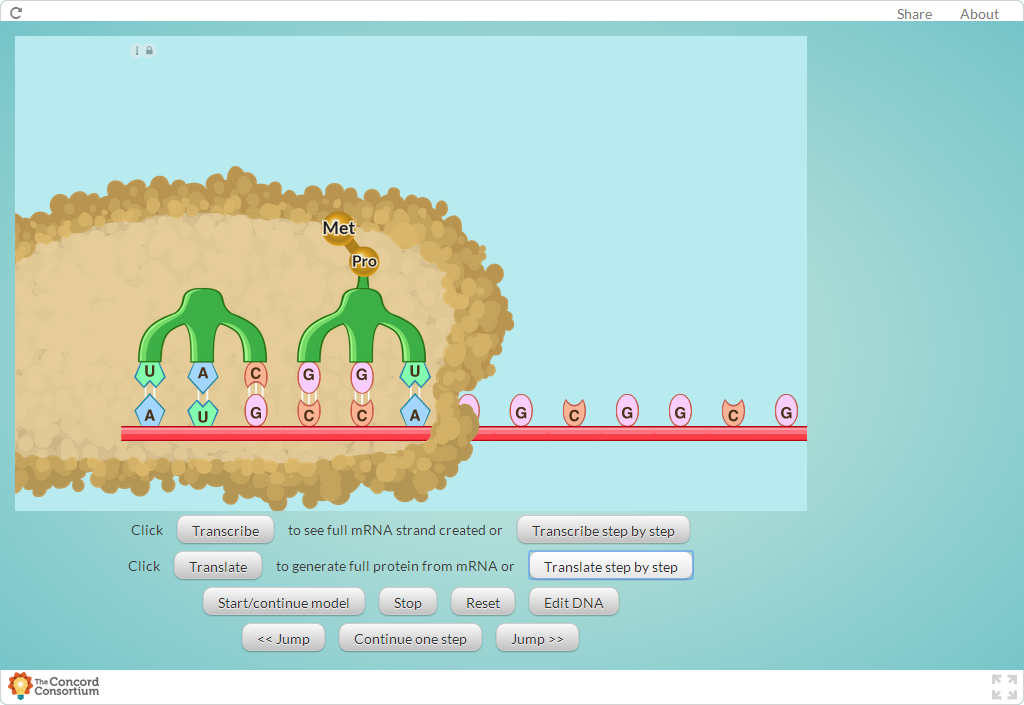 Share About
Met
Pro
U A C G G U
A U G C C A G C G G C G
Click Transcribe to see full mRNA strand created or Transcribe step by step
Click Translate to generate full protein from mRNA or Translate step by step
Start/continue model Stop Reset Edit DNA
<< Jump Continue one step Jump >>
The Concord
Consortium